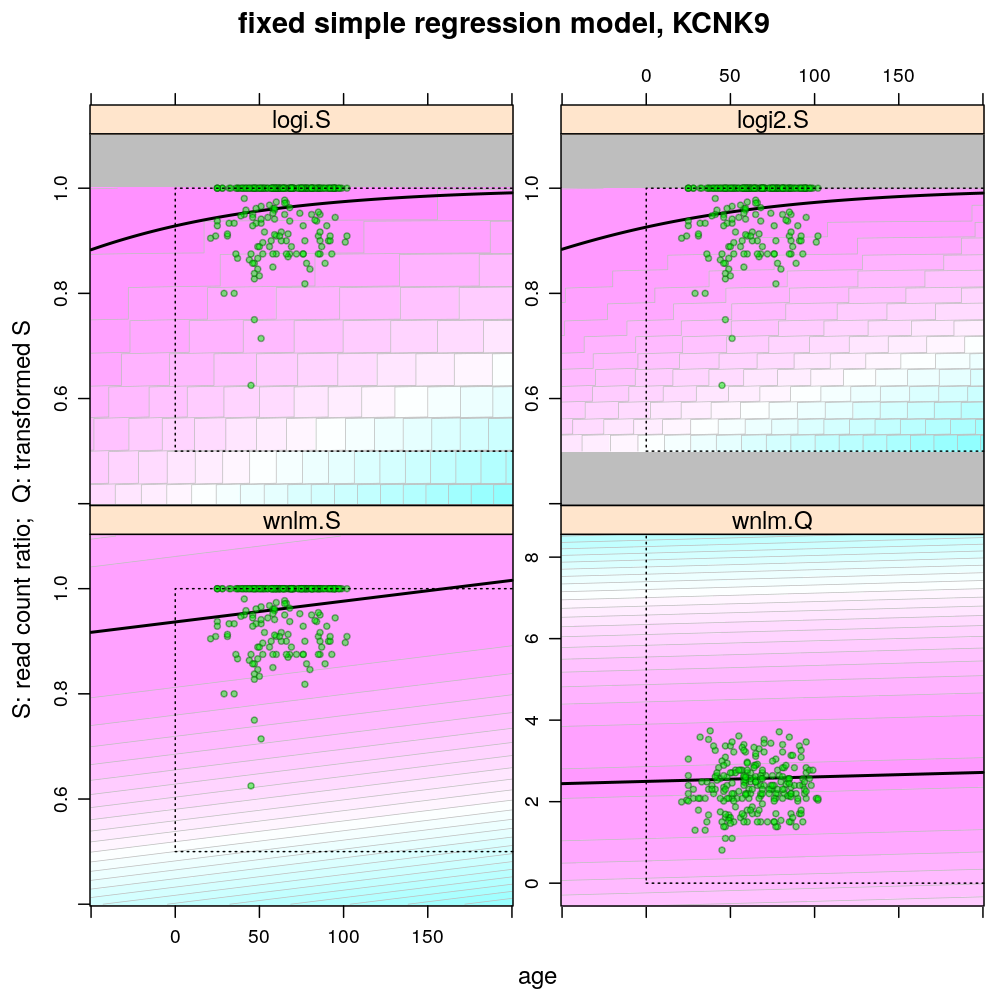 fixed simple regression model, KCNK9
0 50 100 150
logi.S
logi2.S
1.0
0.8
0.6
1.0
0.8
0.6
wnlm.S
wnlm.Q
1.0
0.8
0.6
8
6
4
2
0
0 50 100 150
S: read count ratio; Q: transformed S
age